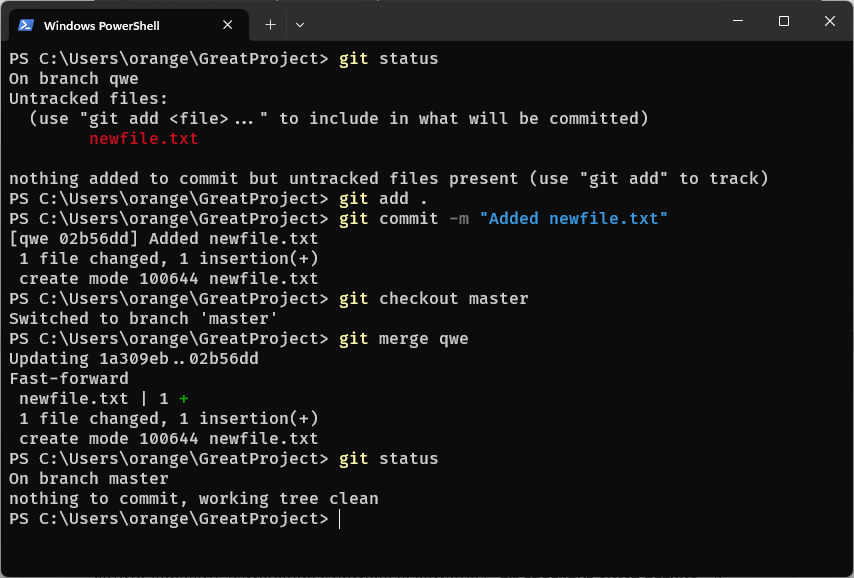 Windows PowerShell
PS C:\Users\orange\GreatProject> git status
On branch qwe
Untracked files:
  (use "git add <file>..." to include in what will be committed)
        newfile.txt

nothing added to commit but untracked files present (use "git add" to track)
PS C:\Users\orange\GreatProject> git add .
PS C:\Users\orange\GreatProject> git commit -m "Added newfile.txt"
[qwe 02b56dd] Added newfile.txt
 1 file changed, 1 insertion(+)
 create mode 100644 newfile.txt
PS C:\Users\orange\GreatProject> git checkout master
Switched to branch 'master'
PS C:\Users\orange\GreatProject> git merge qwe
Updating 1a309eb..02b56dd
Fast-forward
 newfile.txt | 1 +
 1 file changed, 1 insertion(+)
 create mode 100644 newfile.txt
PS C:\Users\orange\GreatProject> git status
On branch master
nothing to commit, working tree clean
PS C:\Users\orange\GreatProject>